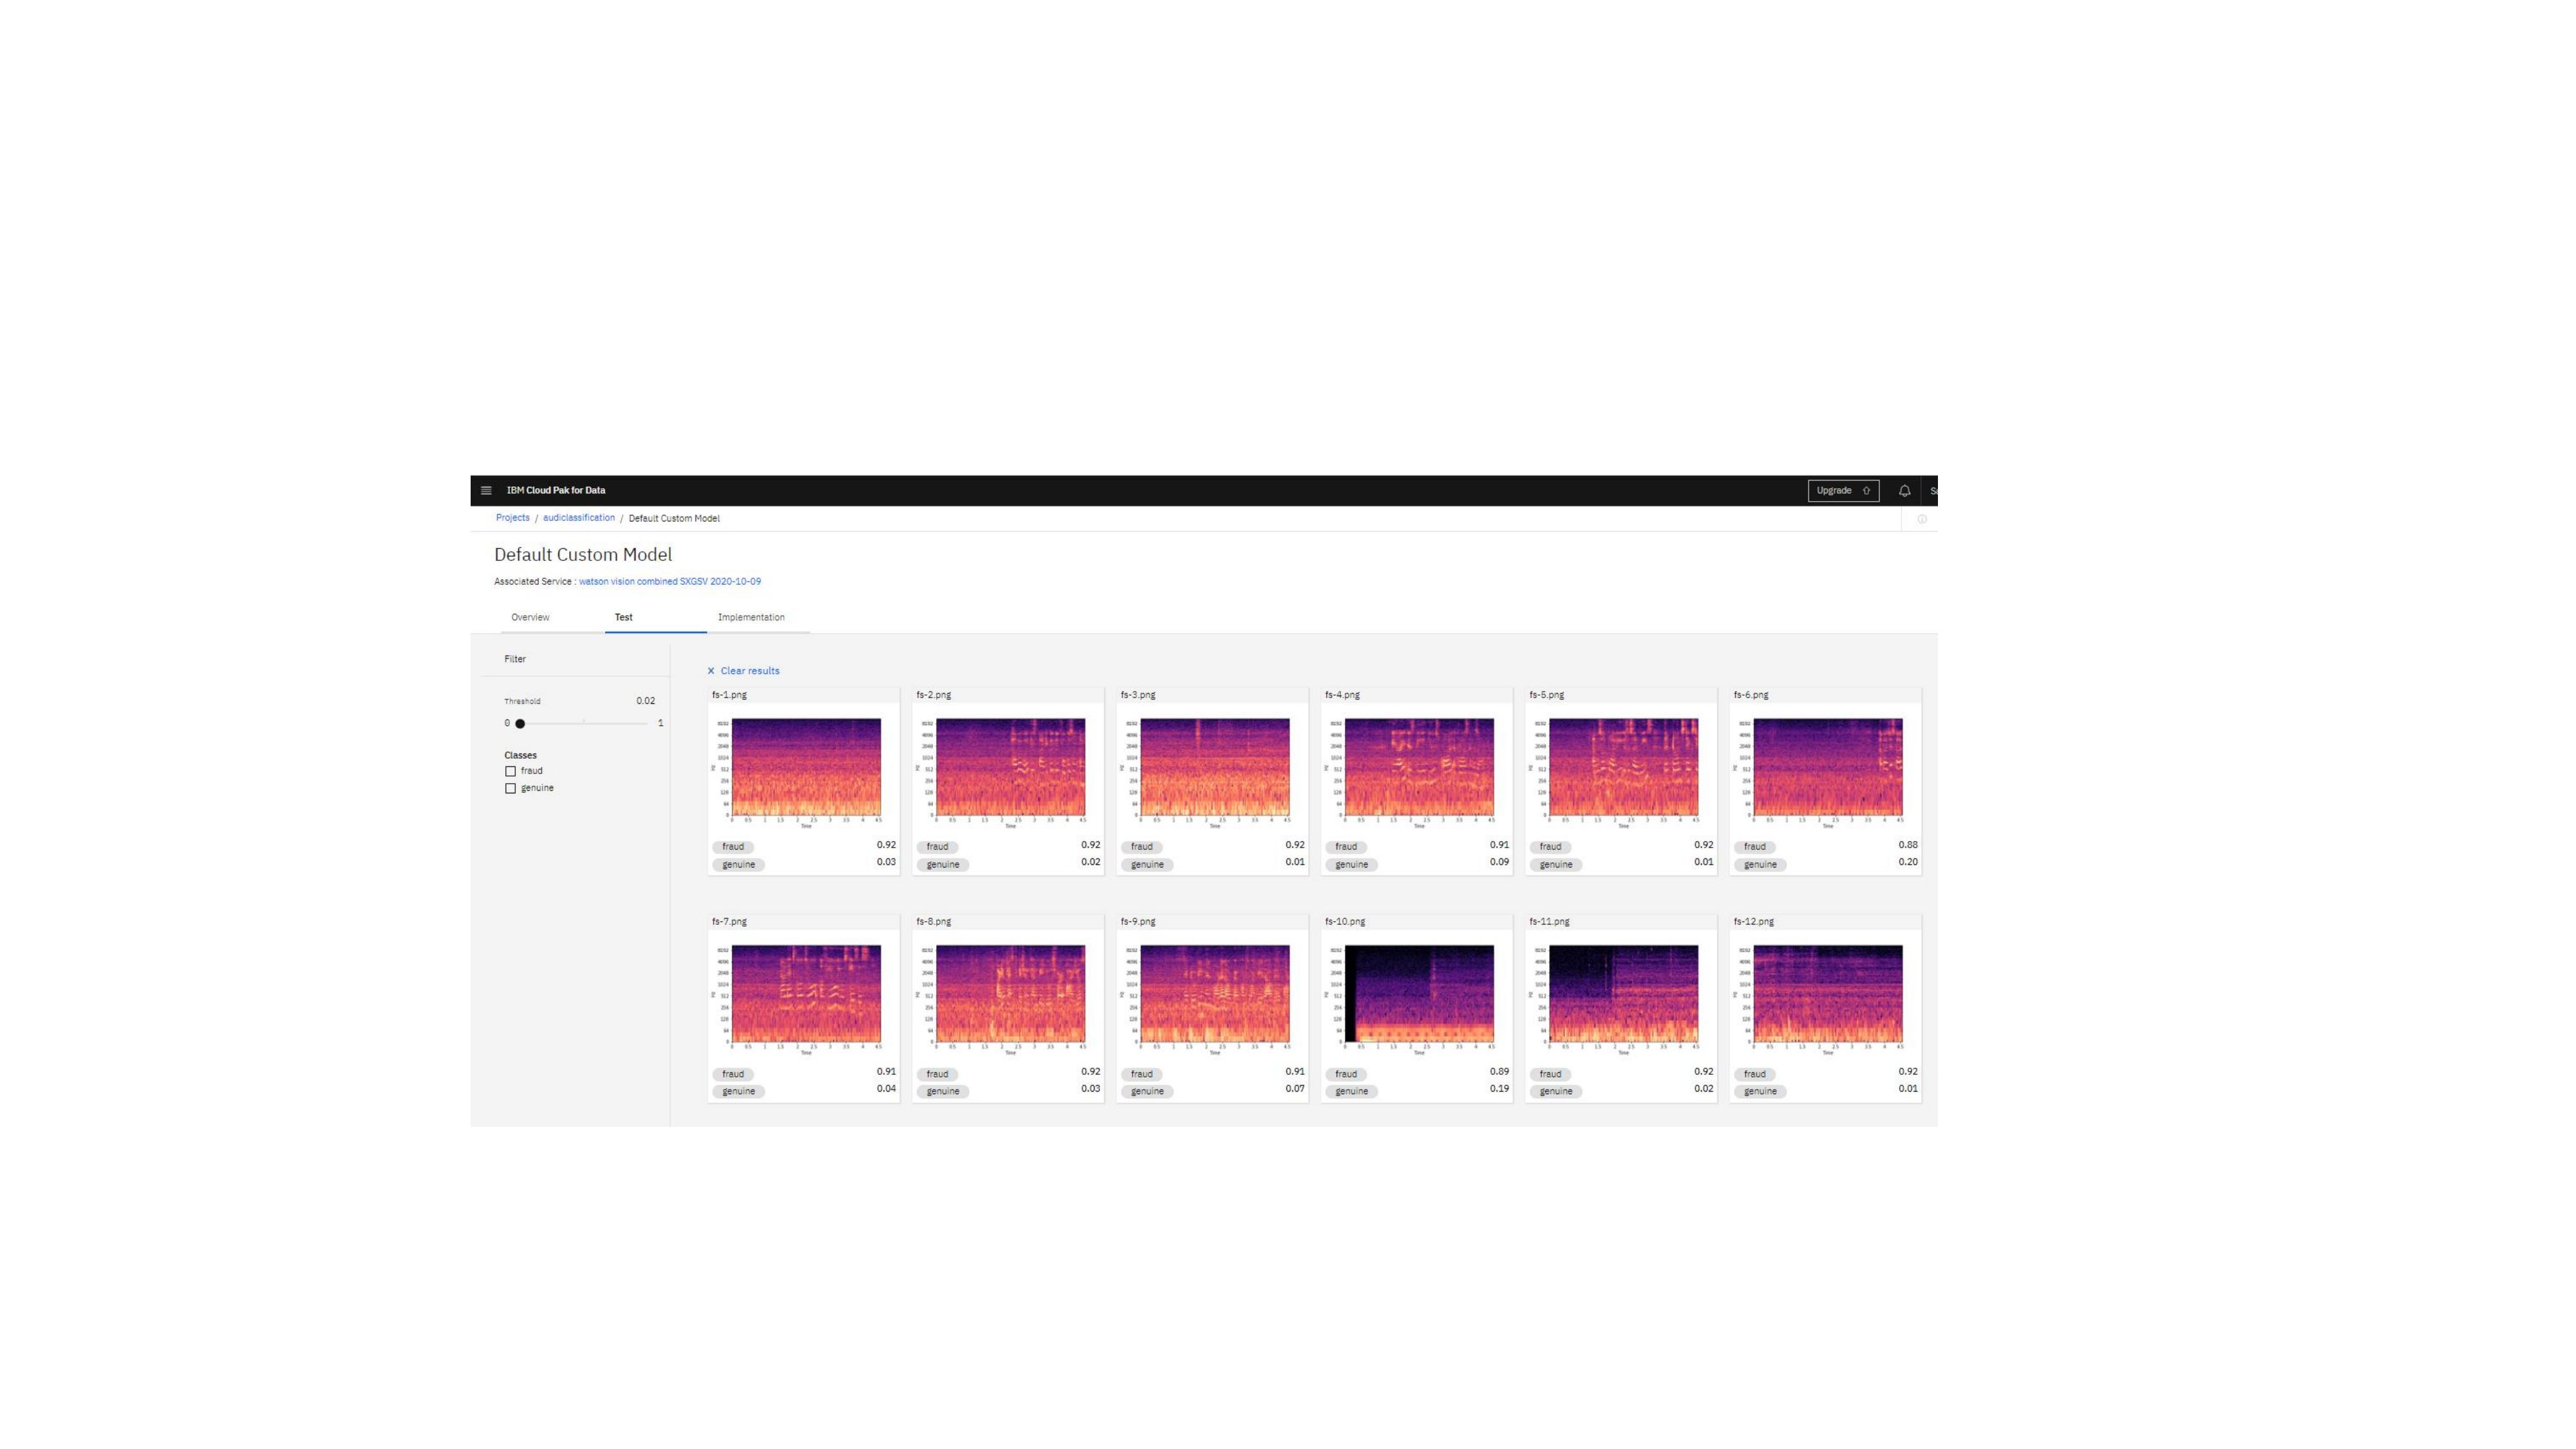 IBM Cloud Pak for Data
Upgrade
Projects / audiclassification / Default Custom Model
Default Custom Model
Associated Service : watson vision combined SXGSV 2020-10-09
Overview Test Implementation
Filter
Threshold 0.02
0 1
Classes
fraud
genuine
× Clear results
fs-1.png fs-2.png fs-3.png fs-4.png fs-5.png fs-6.png
fraud 0.92 fraud 0.92 fraud 0.92 fraud 0.91 fraud 0.92 fraud 0.88
genuine 0.03 genuine 0.02 genuine 0.01 genuine 0.09 genuine 0.01 genuine 0.20
fs-7.png fs-8.png fs-9.png fs-10.png fs-11.png fs-12.png
fraud 0.91 fraud 0.92 fraud 0.91 fraud 0.89 fraud 0.92 fraud 0.92
genuine 0.04 genuine 0.03 genuine 0.07 genuine 0.19 genuine 0.02 genuine 0.01